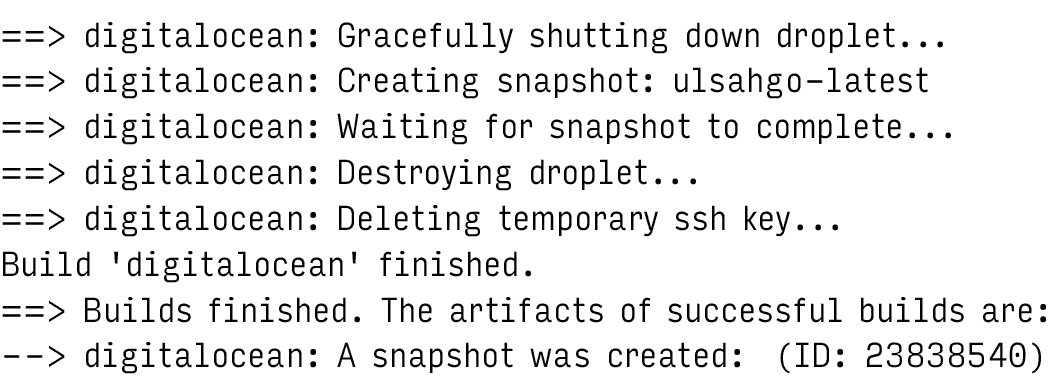 ==> digitalocean: Gracefully shutting down droplet...
==> digitalocean: Creating snapshot: ulsahgo-latest
==> digitalocean: Waiting for snapshot to complete...
==> digitalocean: Destroying droplet...
==> digitalocean: Deleting temporary ssh key...
Build 'digitalocean' finished.
==> Builds finished. The artifacts of successful builds are:
--> digitalocean: A snapshot was created: (ID: 23838540)